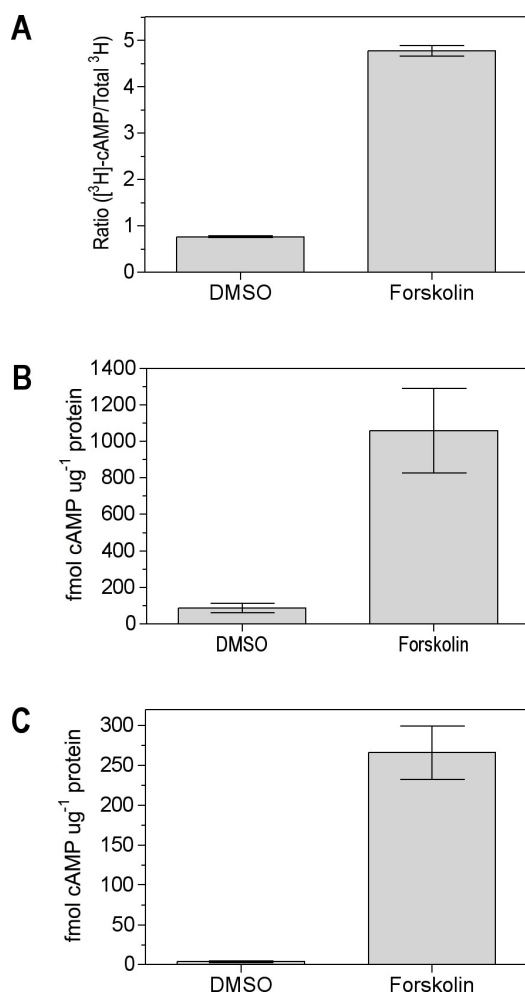 A
Ratio ([³H]-cAMP/Total ³H)
5
4
3
2
1
0
DMSO Forskolin
B
fmol cAMP ug⁻¹ protein
1400
1200
1000
800
600
400
200
0
DMSO Forskolin
C
fmol cAMP ug⁻¹ protein
300
250
200
150
100
50
0
DMSO Forskolin